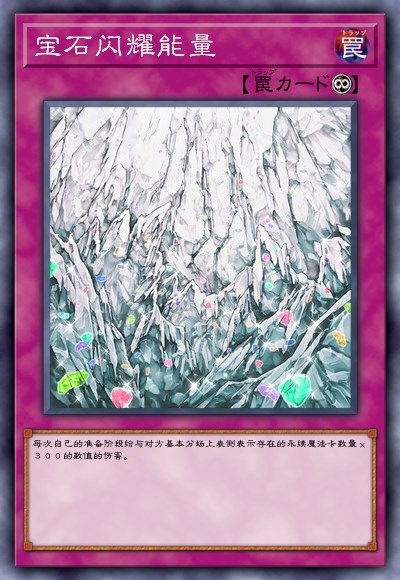 宝石闪耀能量
トラップ
罠
トラップ
【罠カード】
每次自己的准备阶段给与对方基本分场上表侧表示存在的永续魔法卡数量×
３００的数值的伤害。